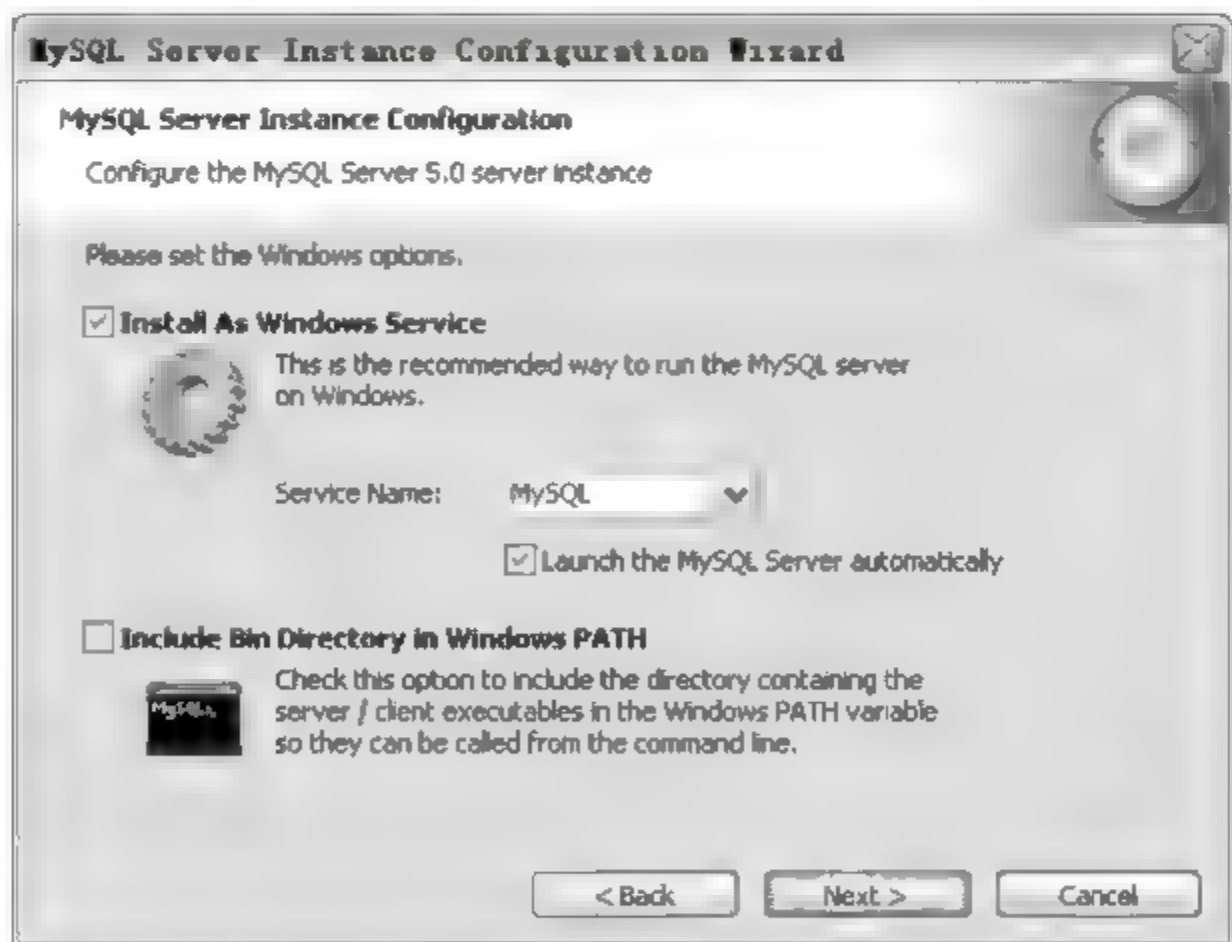 MySQL Server Instance Configuration Wizard
MySQL Server Instance Configuration
Configure the MySQL Server 5.0 server instance
Please set the Windows options.
Install As Windows Service
This is the recommended way to run the MySQL server
on Windows.
Service Name: MySQL
Launch the MySQL Server automatically
Include Bin Directory in Windows PATH
Check this option to include the directory containing the
server / client executables in the Windows PATH variable
so they can be called from the command line.
< Back Next > Cancel